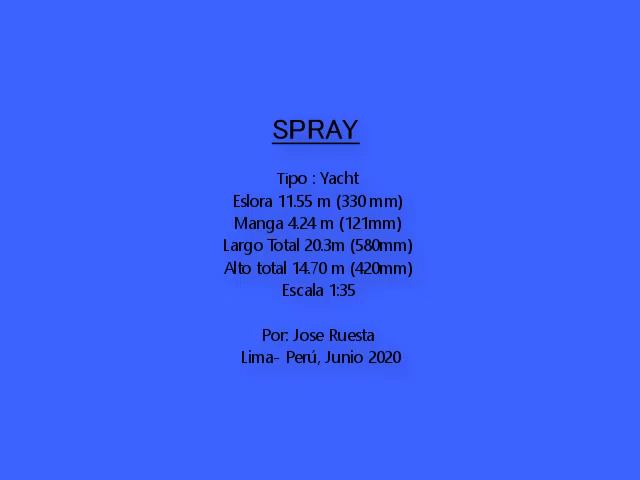 SPRAY
Tipo : Yacht
Eslora 11.55 m (330 mm)
Manga 4.24 m (121mm)
Largo Total 20.3m (580mm)
Alto total 14.70 m (420mm)
Escala 1:35
Por: Jose Ruesta
Lima- Perú, Junio 2020